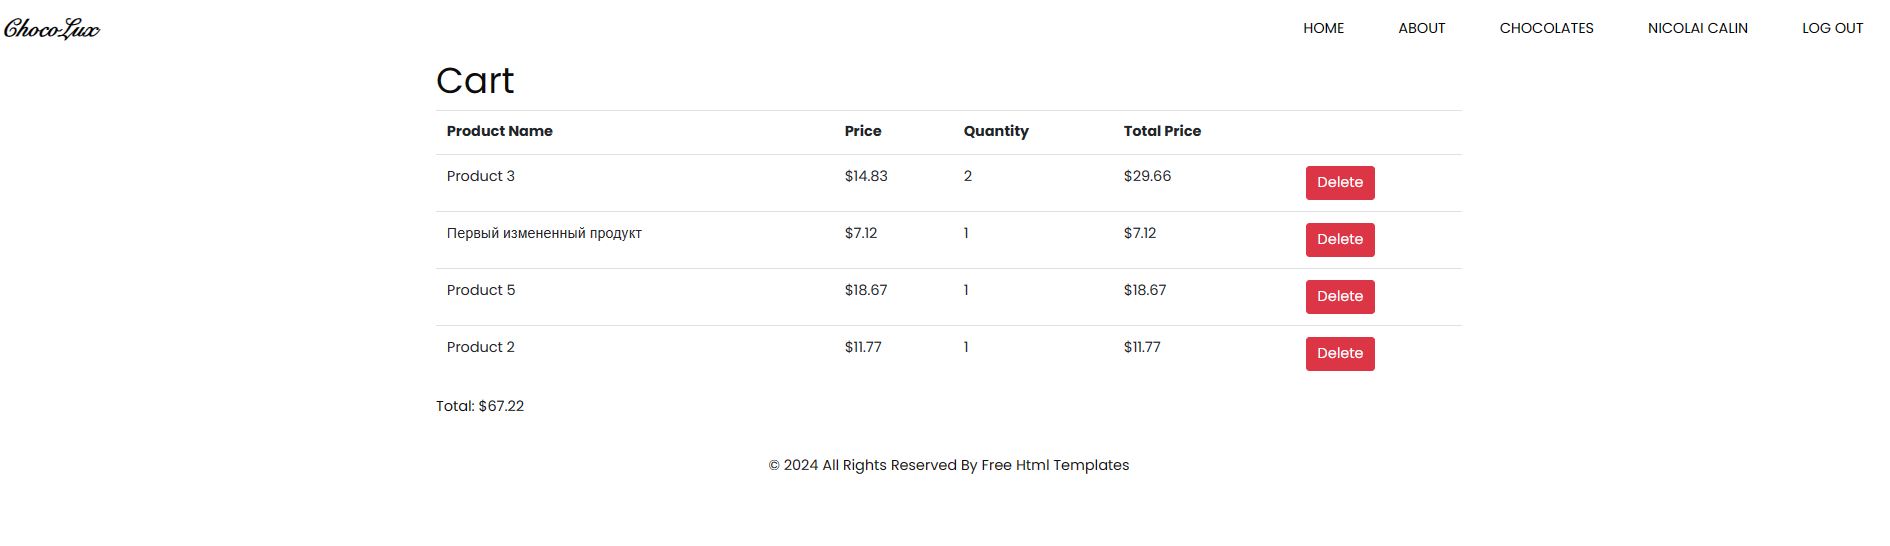 ChocoLux HOME ABOUT CHOCOLATES NICOLAI CALIN LOG OUT
Cart
Product Name Price Quantity Total Price
Product 3 $14.83 2 $29.66 Delete
Первый измененный продукт $7.12 1 $7.12 Delete
Product 5 $18.67 1 $18.67 Delete
Product 2 $11.77 1 $11.77 Delete
Total: $67.22
© 2024 All Rights Reserved By Free Html Templates